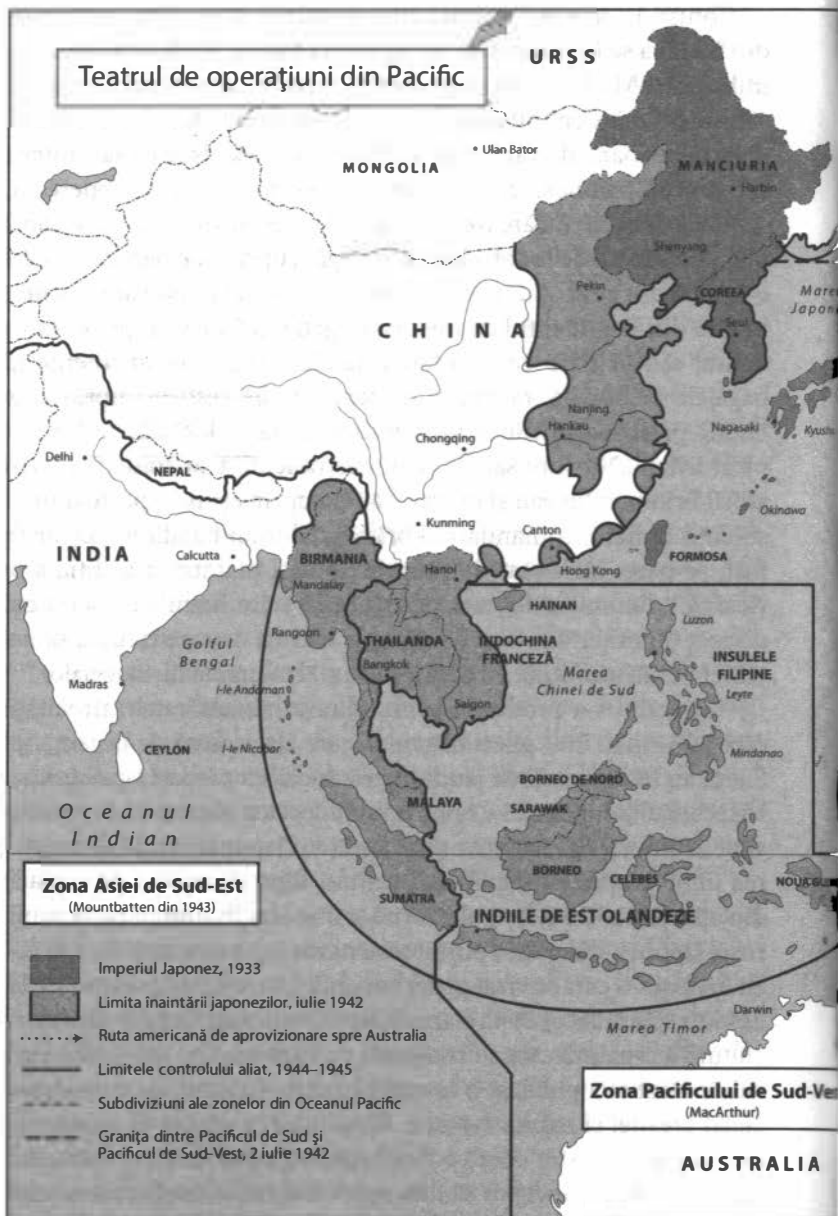 Teatrul de operaţiuni din Pacific
URSS
MONGOLIA
Ulan Bator
MANCIURIA
Harbin
Shenyang
Pekin
COREEA
Seul
CHINA
Nanjing
Hankau
Nagasaki
Kyushu
Delhi
NEPAL
Chongqing
Okinawa
Kunming
Canton
INDIA
Calcutta
BIRMANIA
Mandalay
Hanoi
Hong Kong
FORMOSA
HAINAN
Luzon
Rangoon
THAILANDA
INDOCHINA
FRANCEZĂ
Golful
Bengal
Bangkok
Marea
Chinei de Sud
INSULELE
FILIPINE
Madras
I-le Andaman
Saigon
Leyte
CEYLON
I-le Nicobar
Mindanao
BORNEO DE NORD
MALAYA
SARAWAK
Oceanul
Indian
BORNEO
CELEBES
SUMATRA
INDIILE DE EST OLANDEZE
Zona Asiei de Sud-Est
(Mountbatten din 1943)
Imperiul Japonez, 1933
Limita înaintării japonezilor, iulie 1942
Ruta americană de aprovizionare spre Australia
Limitele controlului aliat, 1944–1945
Subdiviziuni ale zonelor din Oceanul Pacific
Graniţa dintre Pacificul de Sud şi
Pacificul de Sud-Vest, 2 iulie 1942
Marea Timor
Darwin
Zona Pacificului de
(MacArthur)
AUSTRALIA